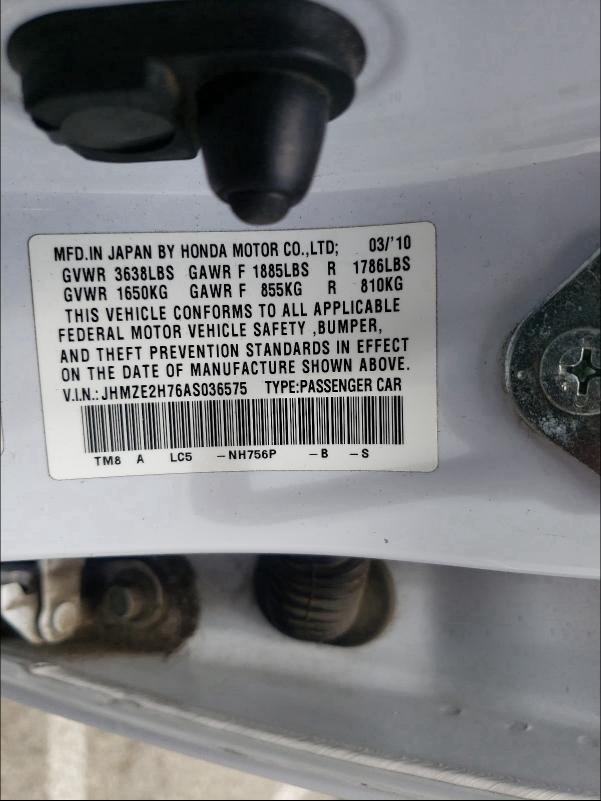 MFD.IN JAPAN BY HONDA MOTOR CO.,LTD; 03/'10
GVWR 3638LBS GAWR F 1885LBS R 1786LBS
GVWR 1650KG GAWR F 855KG R 810KG
THIS VEHICLE CONFORMS TO ALL APPLICABLE
FEDERAL MOTOR VEHICLE SAFETY ,BUMPER,
AND THEFT PREVENTION STANDARDS IN EFFECT
ON THE DATE OF MANUFACTURE SHOWN ABOVE.
V.I.N.:JHMZE2H76AS036575 TYPE:PASSENGER CAR
TM8 A LC5 -NH756P -B -S